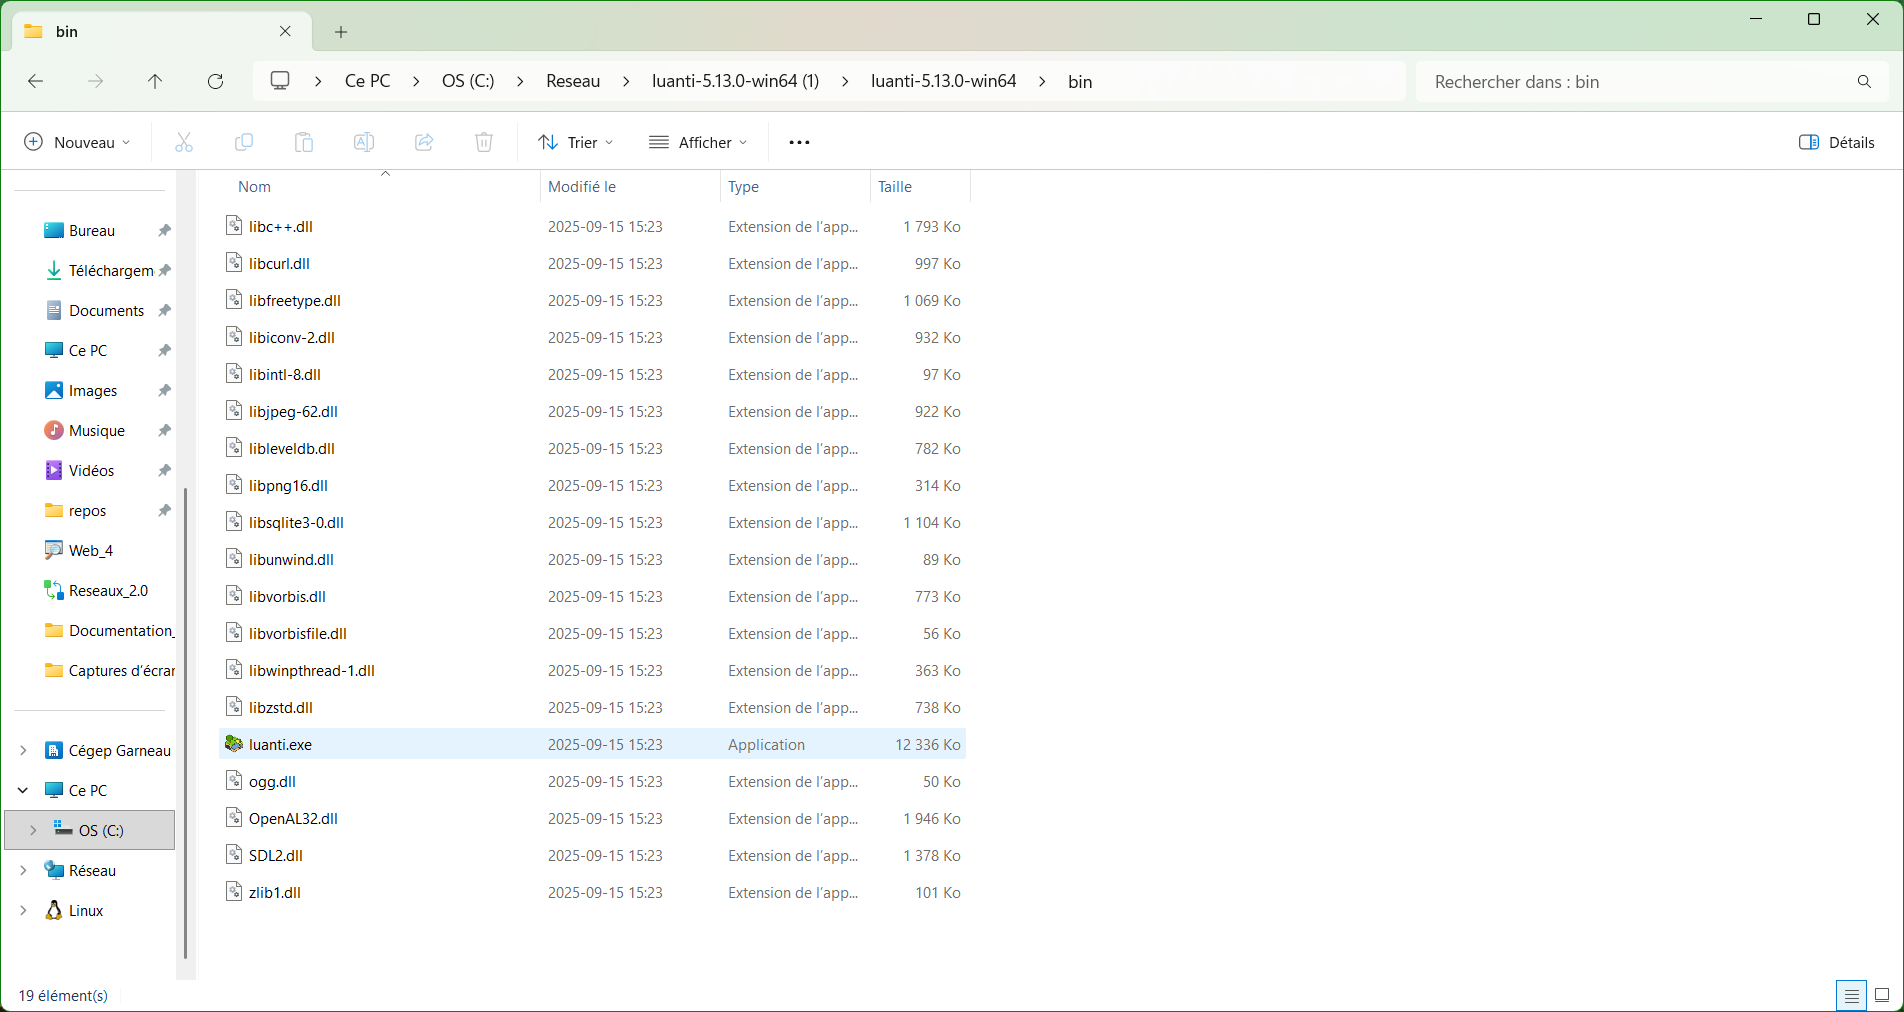 bin
Ce PC
OS (C:)
Reseau
luanti-5.13.0-win64 (1)
luanti-5.13.0-win64
bin
Rechercher dans : bin
Nouveau
Trier
Afficher
Détails
Bureau
Téléchargem
Documents
Ce PC
Images
Musique
Vidéos
repos
Web_4
Reseaux_2.0
Documentation_
Captures d'écran
Cégep Garneau
Ce PC
OS (C:)
Réseau
Linux
Nom Modifié le Type Taille
libc++.dll 2025-09-15 15:23 Extension de l'app... 1 793 Ko
libcurl.dll 2025-09-15 15:23 Extension de l'app... 997 Ko
libfreetype.dll 2025-09-15 15:23 Extension de l'app... 1 069 Ko
libiconv-2.dll 2025-09-15 15:23 Extension de l'app... 932 Ko
libintl-8.dll 2025-09-15 15:23 Extension de l'app... 97 Ko
libjpeg-62.dll 2025-09-15 15:23 Extension de l'app... 922 Ko
libleveldb.dll 2025-09-15 15:23 Extension de l'app... 782 Ko
libpng16.dll 2025-09-15 15:23 Extension de l'app... 314 Ko
libsqlite3-0.dll 2025-09-15 15:23 Extension de l'app... 1 104 Ko
libunwind.dll 2025-09-15 15:23 Extension de l'app... 89 Ko
libvorbis.dll 2025-09-15 15:23 Extension de l'app... 773 Ko
libvorbisfile.dll 2025-09-15 15:23 Extension de l'app... 56 Ko
libwinpthread-1.dll 2025-09-15 15:23 Extension de l'app... 363 Ko
libzstd.dll 2025-09-15 15:23 Extension de l'app... 738 Ko
luanti.exe 2025-09-15 15:23 Application 12 336 Ko
ogg.dll 2025-09-15 15:23 Extension de l'app... 50 Ko
OpenAL32.dll 2025-09-15 15:23 Extension de l'app... 1 946 Ko
SDL2.dll 2025-09-15 15:23 Extension de l'app... 1 378 Ko
zlib1.dll 2025-09-15 15:23 Extension de l'app... 101 Ko
19 élément(s)